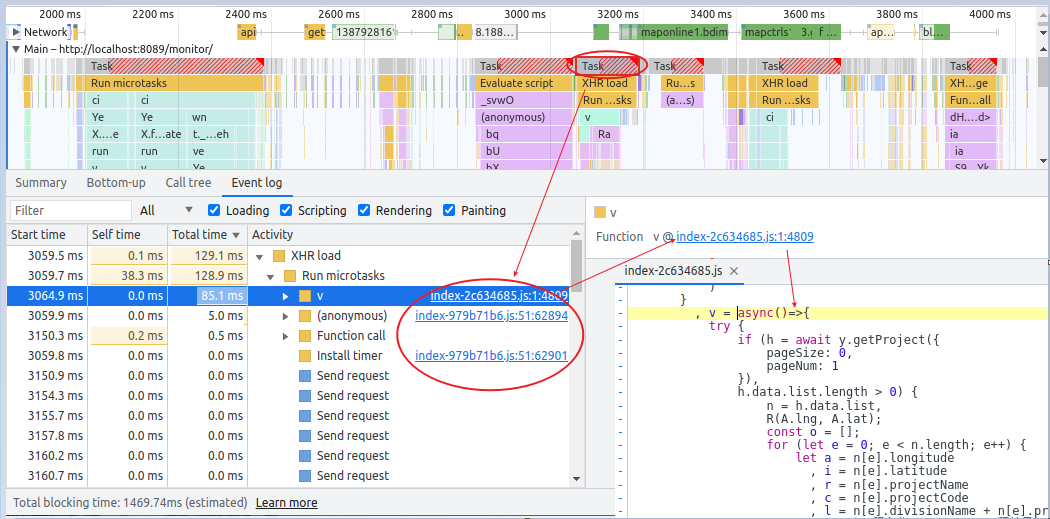 2000 ms 2200 ms 2400 ms 2600 ms 2800 ms 3000 ms 3200 ms 3400 ms 3600 ms 3800 ms 4000 ms
Network api get 138792816 ... 8.188... maponline1.bdim mapctrls 3. f ap... bl...
Main – http://localhost:8089/monitor/
Task Task Task Task Task Task
Run microtasks Evaluate script XHR load Ru...s XHR load XH...ge
ci ci _svwO Run ...sks (a...s) Run ...sks Fun...all
Ye Ye wn (anonymous) v ci dH....d>
X....e X.f...ate t._...eh bq Ra ia
run run ve bU ia
v v Ye bX S9...Yk
Summary Bottom-up Call tree Event log
Filter All Loading Scripting Rendering Painting
Start time Self time Total time Activity
3059.5 ms 0.1 ms 129.1 ms XHR load
3059.7 ms 38.3 ms 128.9 ms Run microtasks
3064.9 ms 0.0 ms 85.1 ms v index-2c634685.js:1:4809
3059.9 ms 0.0 ms 5.0 ms (anonymous) index-979b71b6.js:51:62894
3150.3 ms 0.2 ms 0.5 ms Function call
3059.8 ms 0.0 ms 0.0 ms Install timer index-979b71b6.js:51:62901
3150.9 ms 0.0 ms 0.0 ms Send request
3154.3 ms 0.0 ms 0.0 ms Send request
3155.7 ms 0.0 ms 0.0 ms Send request
3157.8 ms 0.0 ms 0.0 ms Send request
3160.2 ms 0.0 ms 0.0 ms Send request
3160.7 ms 0.0 ms 0.0 ms Send request
Total blocking time: 1469.74ms (estimated) Learn more
v
Function v @ index-2c634685.js:1:4809
index-2c634685.js ×
- )
- }
- , v = async()=>{
- try {
- if (h = await y.getProject({
- pageSize: 0,
- pageNum: 1
- }),
- h.data.list.length > 0) {
- n = h.data.list,
- R(A.lng, A.lat);
- const o = [];
- for (let e = 0; e < n.length; e++) {
- let a = n[e].longitude
- , i = n[e].latitude
- , r = n[e].projectName
- , c = n[e].projectCode
- , l = n[e].divisionName + n[e].pr